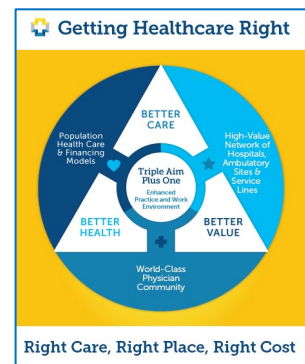 Getting Healthcare Right
BETTER
CARE
Population
Health Care
& Financing
Models
High-Value
Network of
Hospitals,
Ambulatory
Sites &
Service
Lines
Triple Aim
Plus One
Enhanced
Practice and Work
Environment
BETTER
HEALTH
BETTER
VALUE
World-Class
Physician
Community
Right Care, Right Place, Right Cost